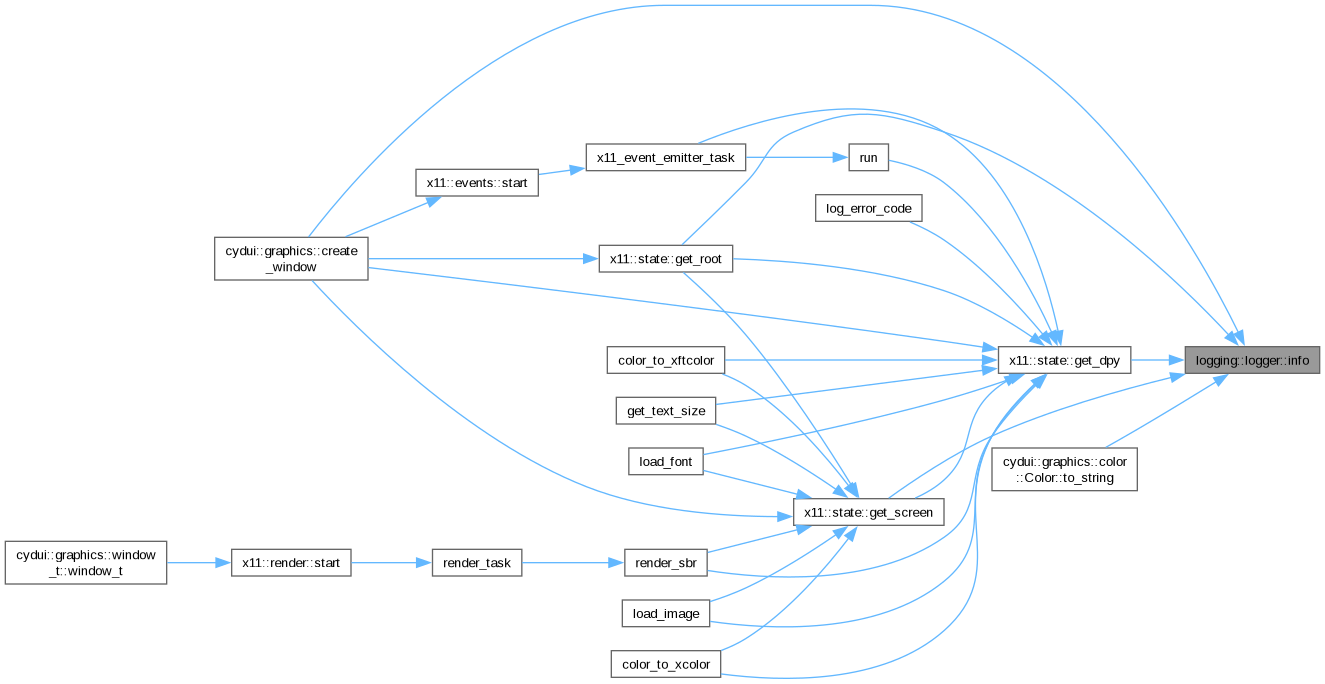 x11_event_emitter_task
run
x11::events::start
log_error_code
cydui::graphics::create
_window
x11::state::get_root
color_to_xftcolor
x11::state::get_dpy
logging::logger::info
get_text_size
load_font
cydui::graphics::color
::Color::to_string
x11::state::get_screen
cydui::graphics::window
_t::window_t
x11::render::start
render_task
render_sbr
load_image
color_to_xcolor